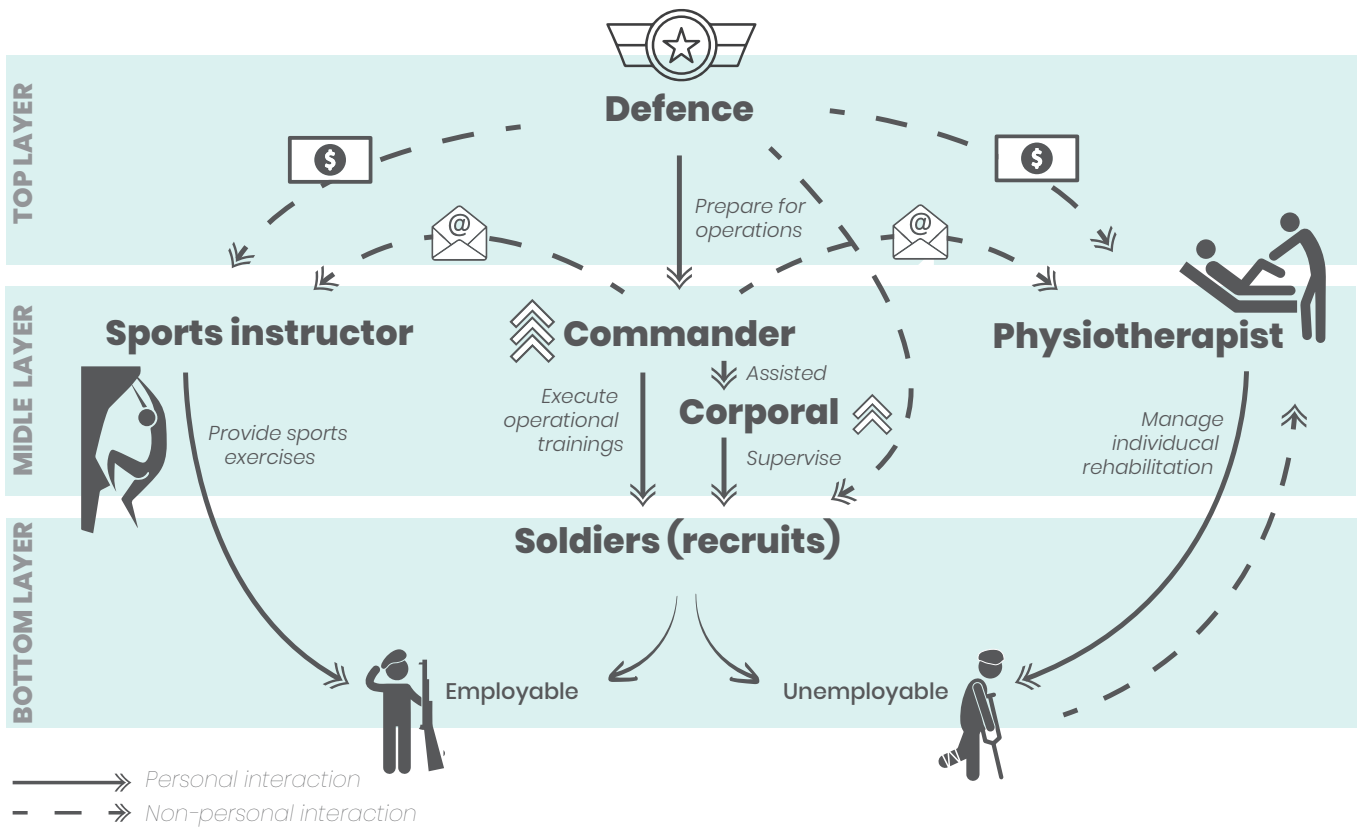 TOP LAYER
Defence
$
$
Prepare for
operations
@
@
MIDLE LAYER
Sports instructor
Commander
Physiotherapist
Assisted
Execute
operational
trainings
Corporal
Provide sports
exercises
Supervise
Manage
individucal
rehabilitation
BOTTOM LAYER
Soldiers (recruits)
Employable
Unemployable
Personal interaction
Non-personal interaction